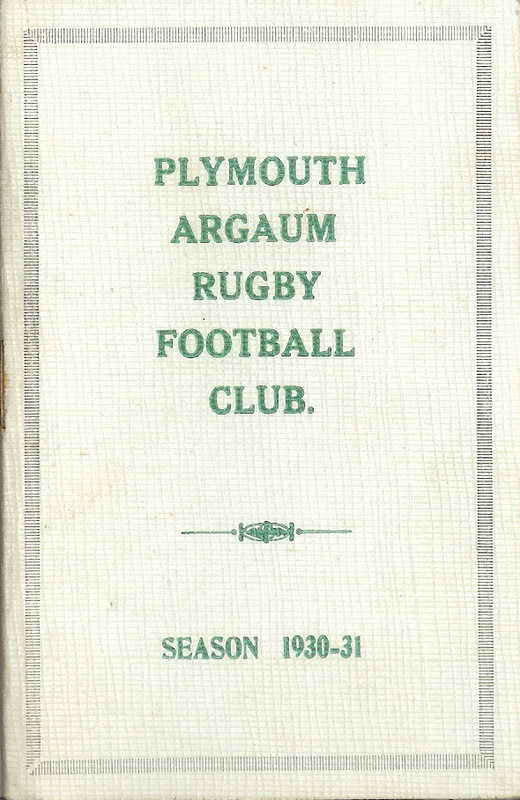 PLYMOUTH
ARGAUM
RUGBY
FOOTBALL
CLUB.
SEASON 1930-31